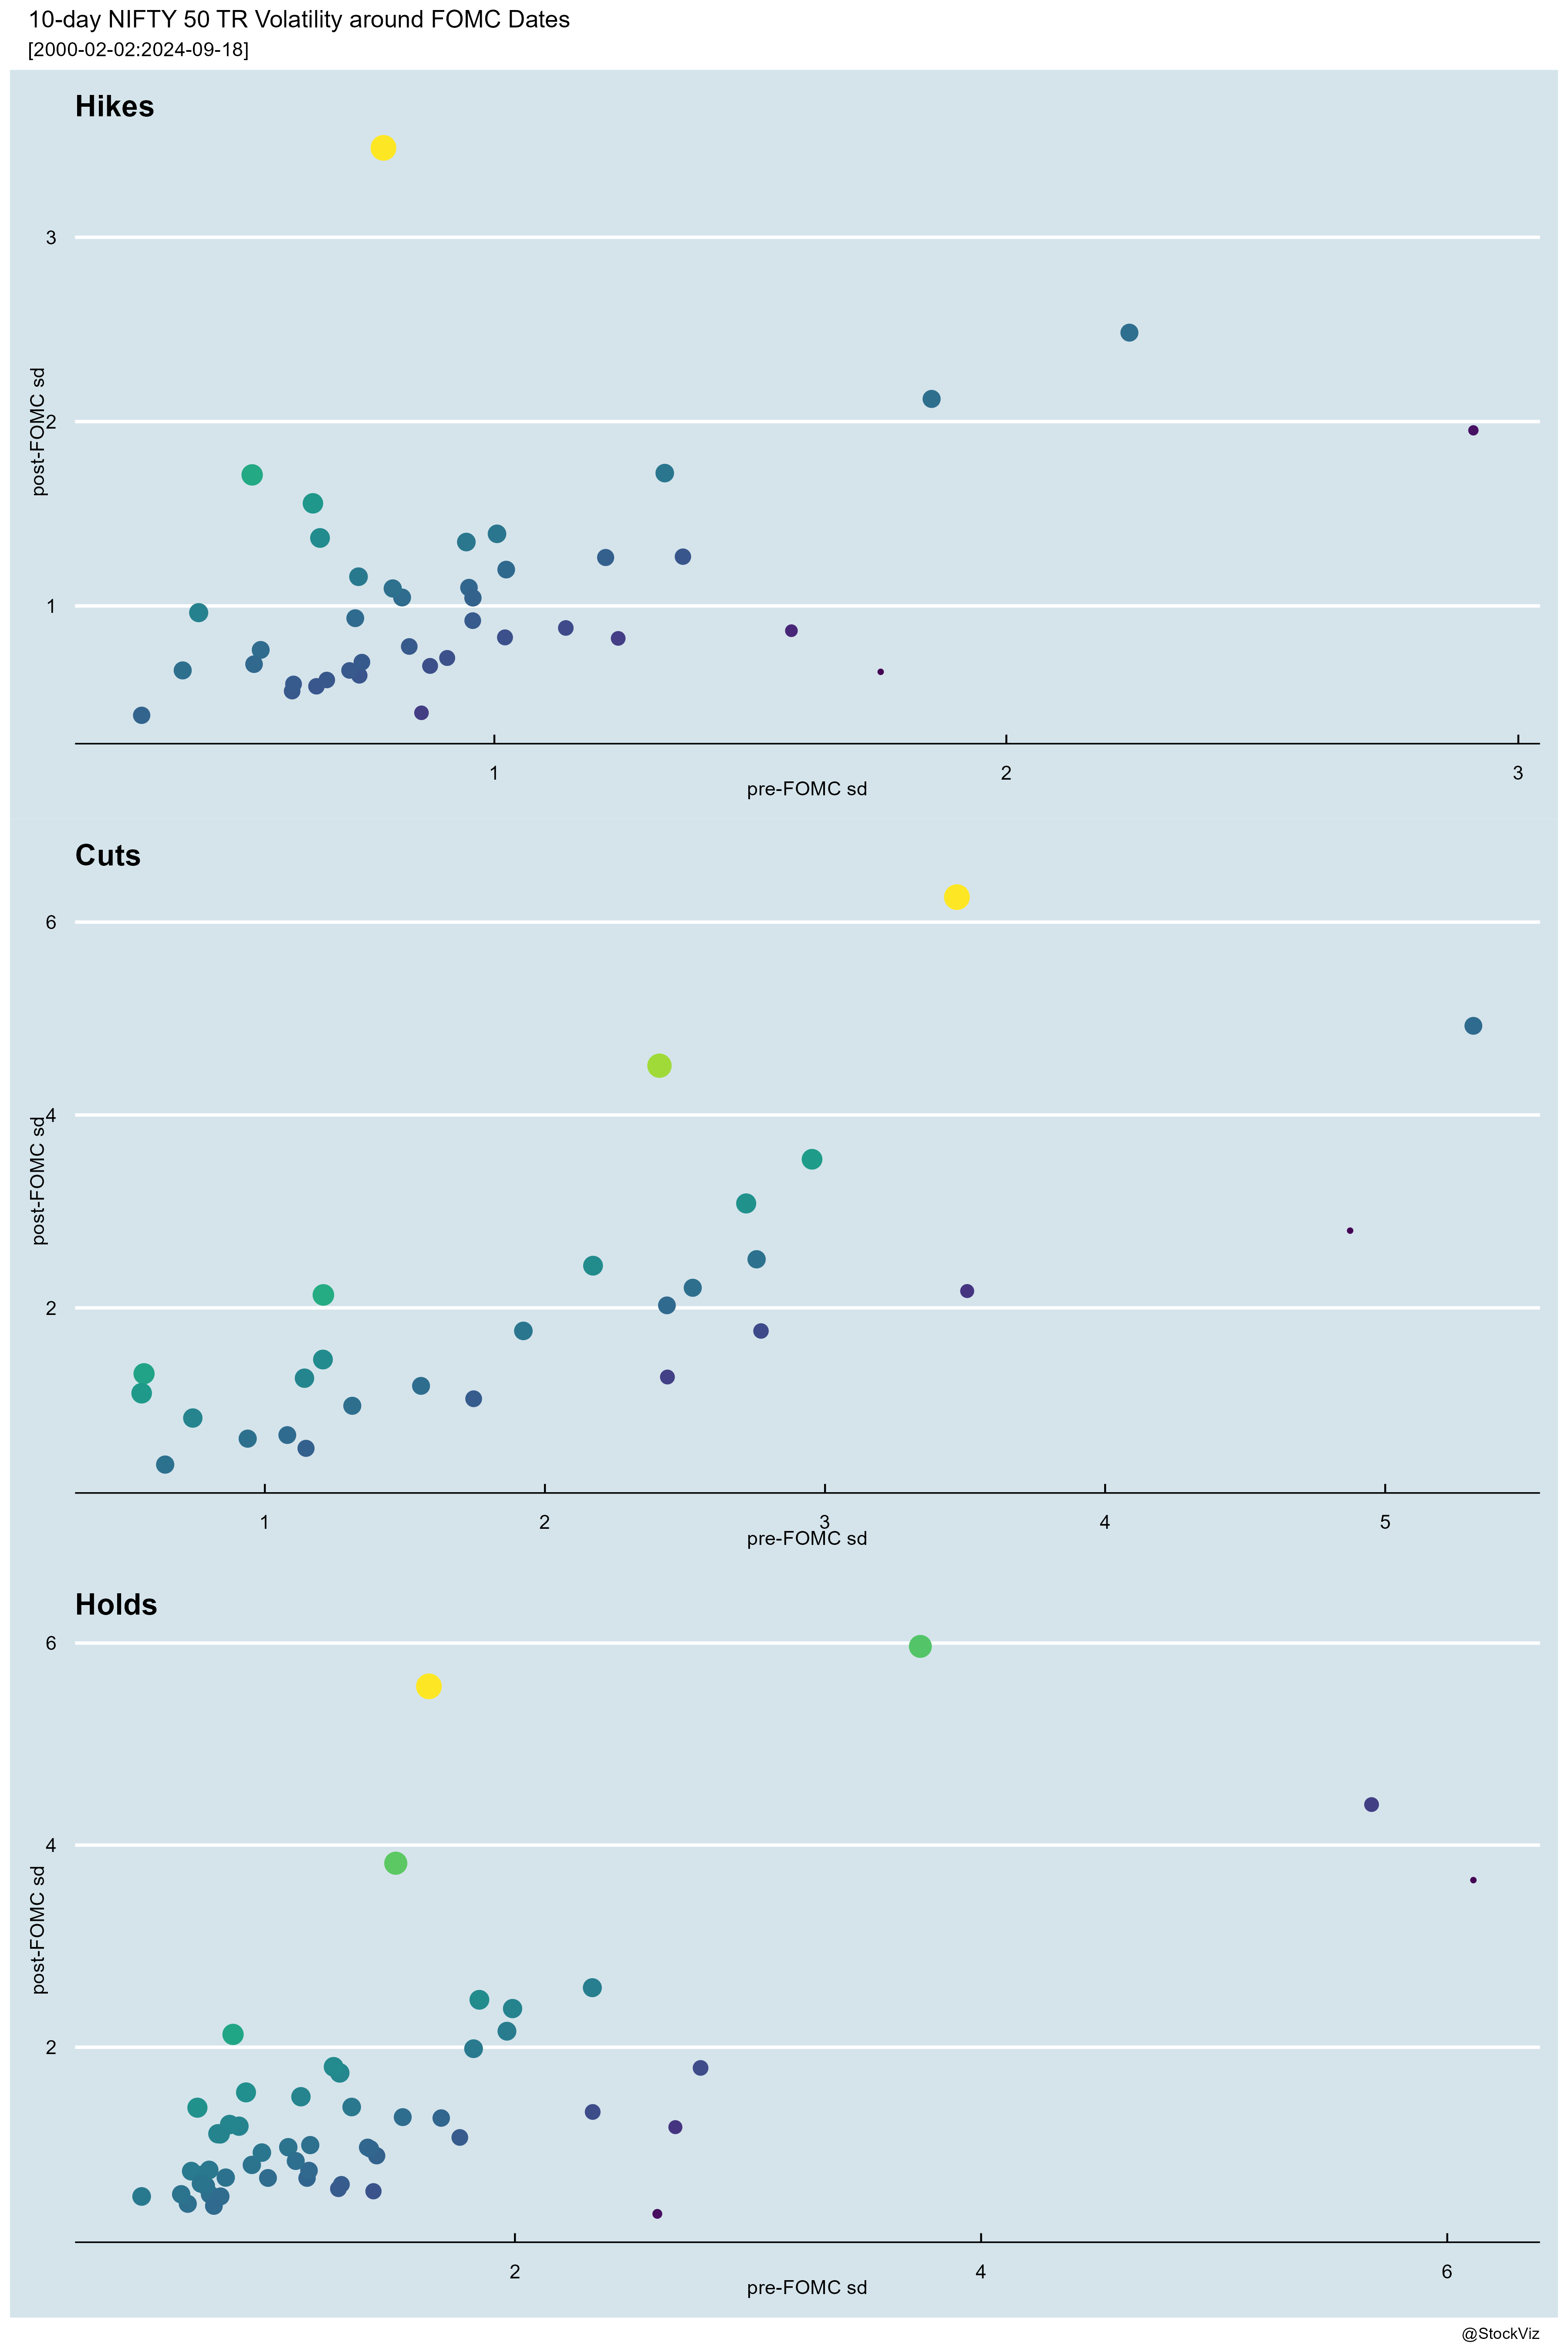 10-day NIFTY 50 TR Volatility around FOMC Dates
[2000-02-02:2024-09-18]
Hikes
3
2
1
post-FOMC sd
1 2 3
pre-FOMC sd
Cuts
6
4
2
post-FOMC sd
1 2 3 4 5
pre-FOMC sd
Holds
6
4
2
post-FOMC sd
2 4 6
pre-FOMC sd
@StockViz